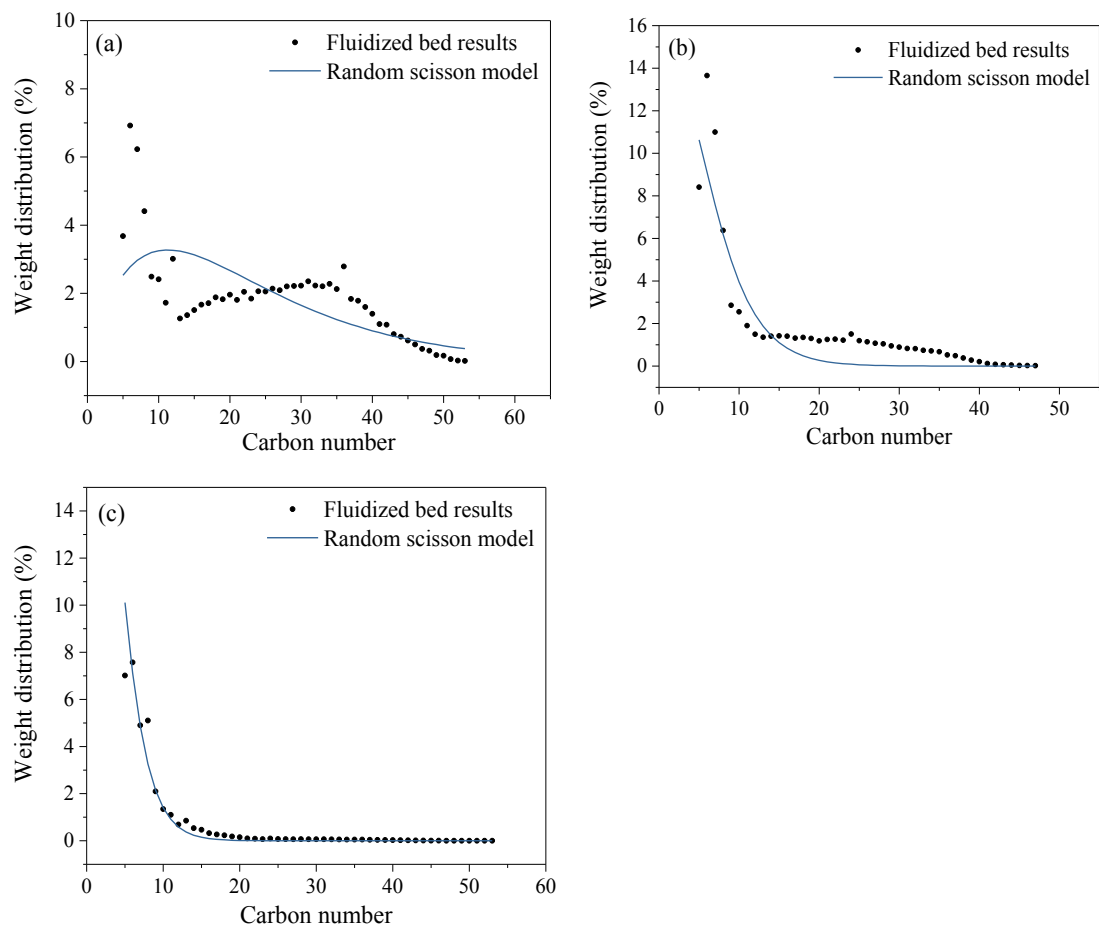 (a)
Fluidized bed results
Random scisson model
Weight distribution (%)
10
8
6
4
2
0
0 10 20 30 40 50 60
Carbon number
(b)
Fluidized bed results
Random scisson model
Weight distribution (%)
16
14
12
10
8
6
4
2
0
0 10 20 30 40 50
Carbon number
(c)
Fluidized bed results
Random scisson model
Weight distribution (%)
14
12
10
8
6
4
2
0
0 10 20 30 40 50 60
Carbon number